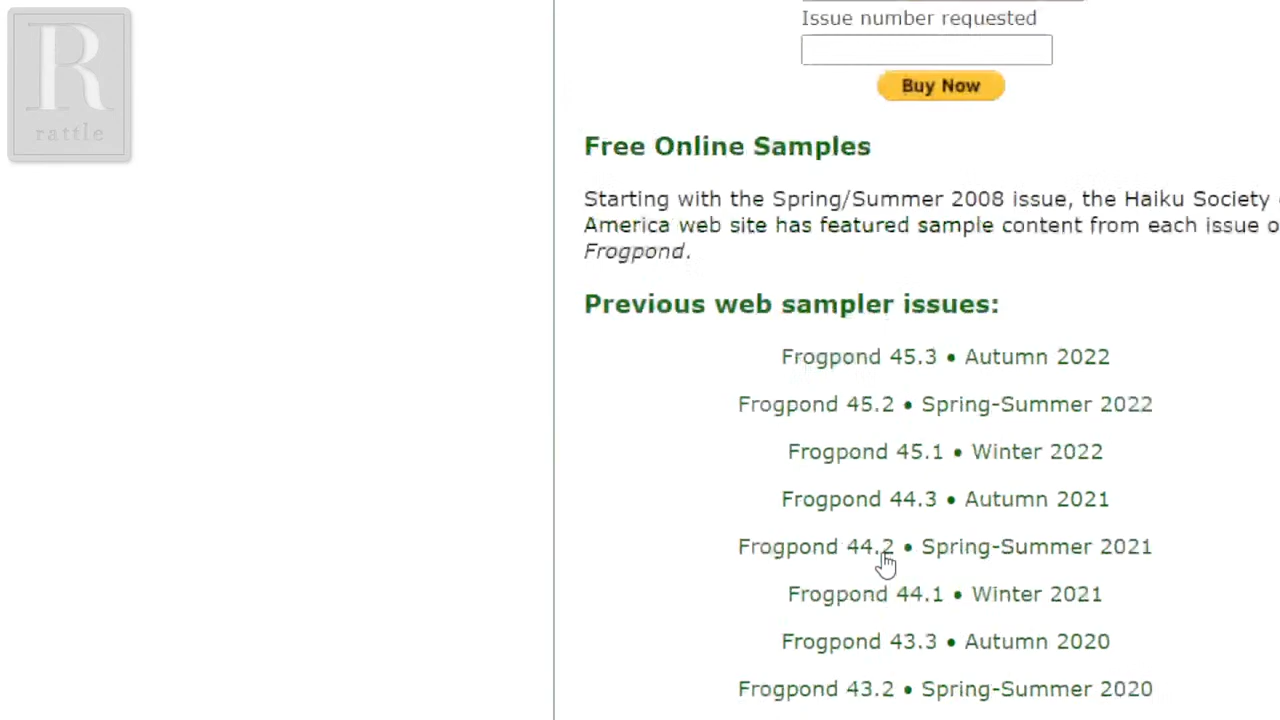 R
rattle
Issue number requested
Buy Now
Free Online Samples
Starting with the Spring/Summer 2008 issue, the Haiku Society
America web site has featured sample content from each issue
Frogpond.
Previous web sampler issues:
Frogpond 45.3 • Autumn 2022
Frogpond 45.2 • Spring-Summer 2022
Frogpond 45.1 • Winter 2022
Frogpond 44.3 • Autumn 2021
Frogpond 44.2 • Spring-Summer 2021
Frogpond 44.1 • Winter 2021
Frogpond 43.3 • Autumn 2020
Frogpond 43.2 • Spring-Summer 2020